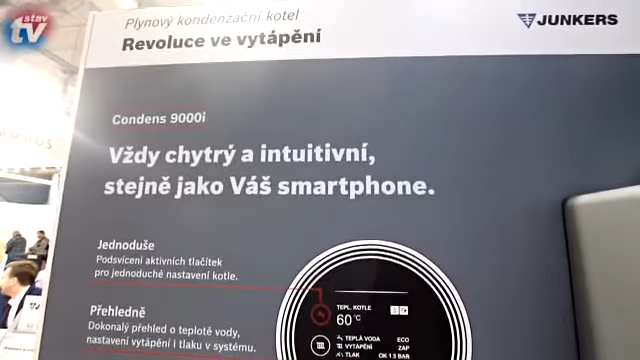 stav
tv
Plynový kondenzační kotel
Revoluce ve vytápění
JUNKERS
Condens 9000i
Vždy chytrý a intuitivní,
stejně jako Váš smartphone.
Jednoduše
Podsvícení aktivních tlačítek
pro jednoduché nastavení kotle.
Přehledně
Dokonalý přehled o teplotě vody,
nastavení vytápění i tlaku v systému.
TEPL. KOTLE
60°C
TEPLÁ VODA ECO
VYTÁPĚNÍ ZAP
TLAK OK 1.5 BAR